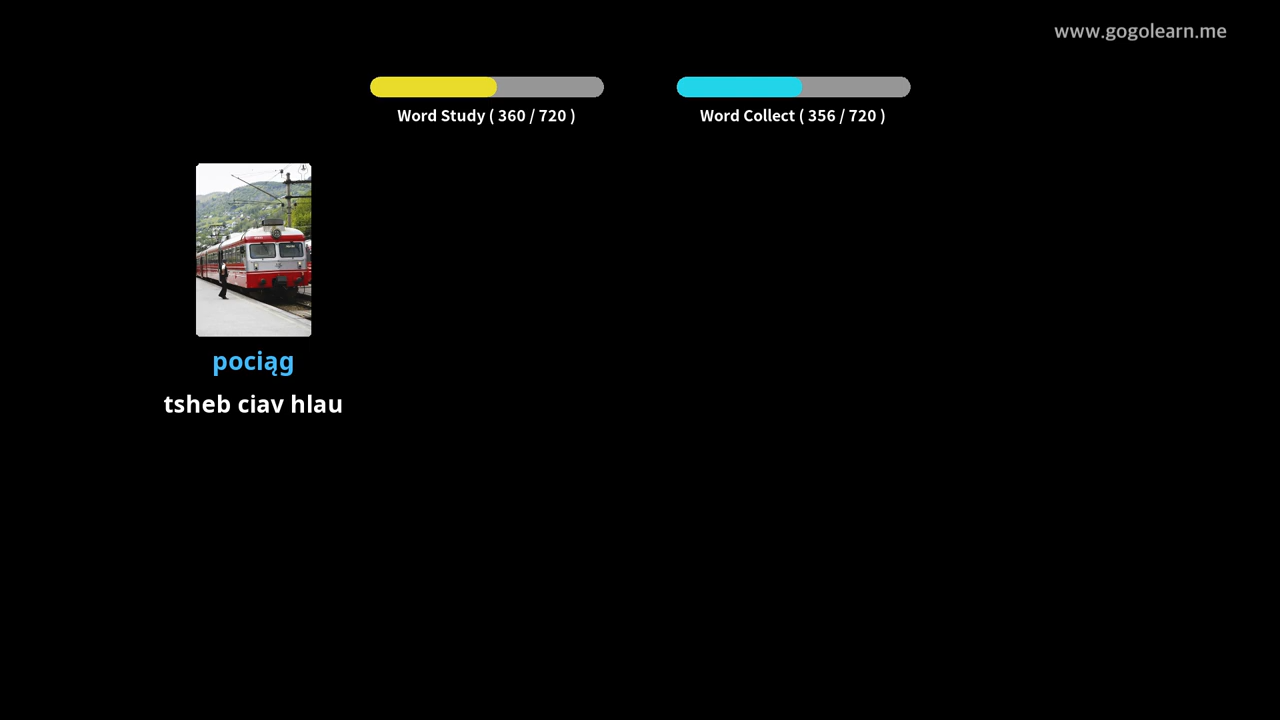 www.gogolearn.me
Word Study ( 360 / 720 )
Word Collect ( 356 / 720 )
pociąg
tsheb ciav hlau